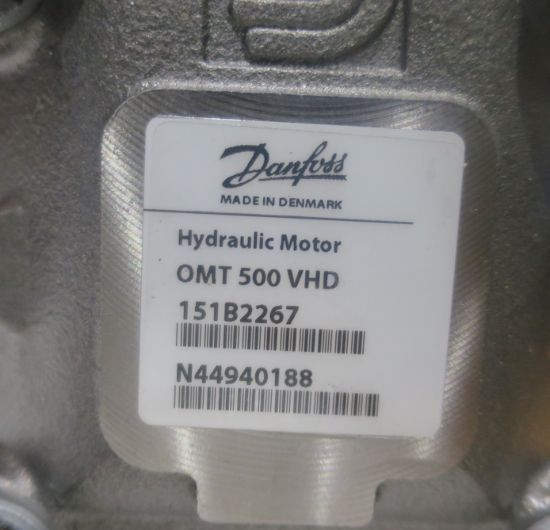 Danfoss
MADE IN DENMARK
Hydraulic Motor
OMT 500 VHD
151B2267
N44940188